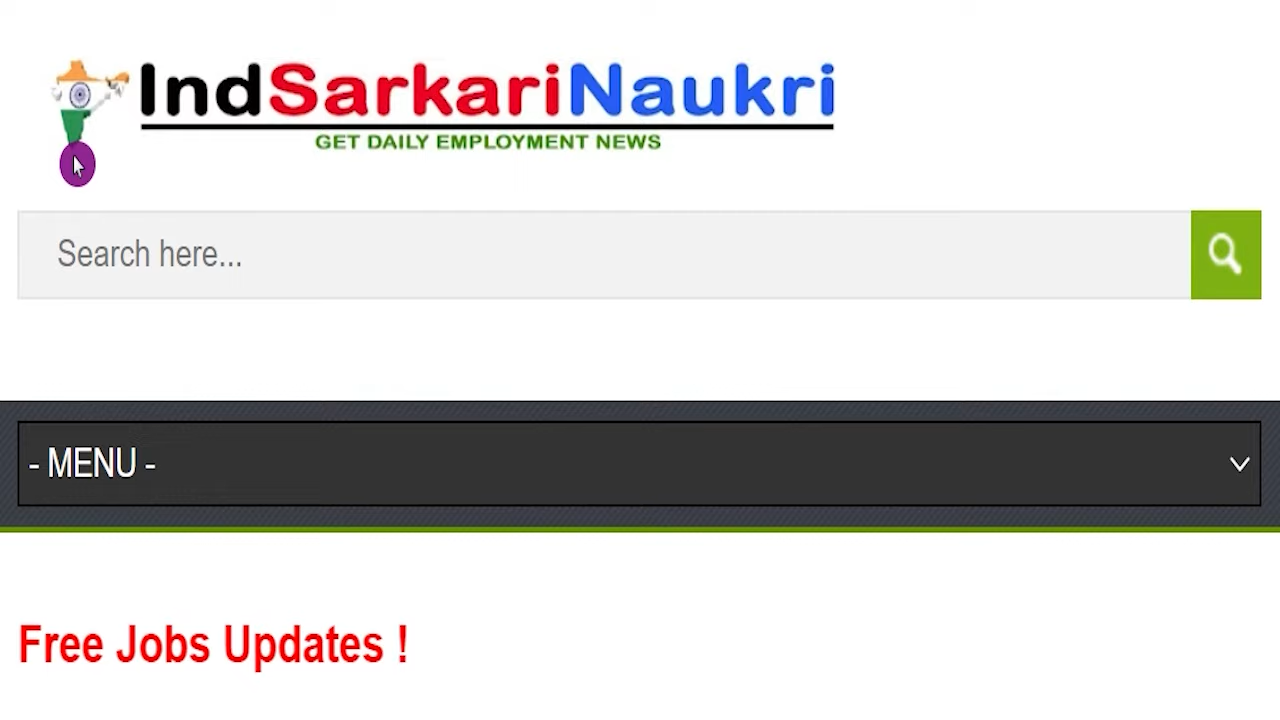 IndSarkariNaukri
GET DAILY EMPLOYMENT NEWS
Search here...
- MENU -
Free Jobs Updates !